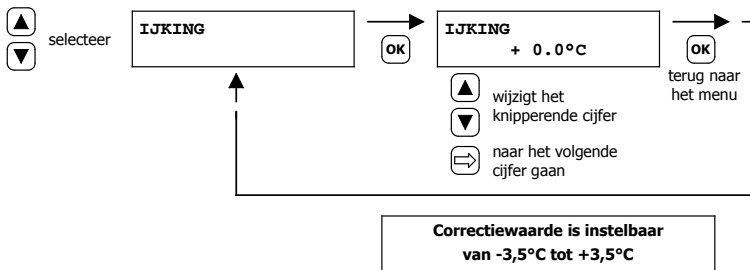 selecteer
IJKING
OK
IJKING
+ 0.0°C
OK
terug naar
het menu
wijzigt het
knipperende cijfer
naar het volgende
cijfer gaan
Correctiewaarde is instelbaar
van -3,5°C tot +3,5°C